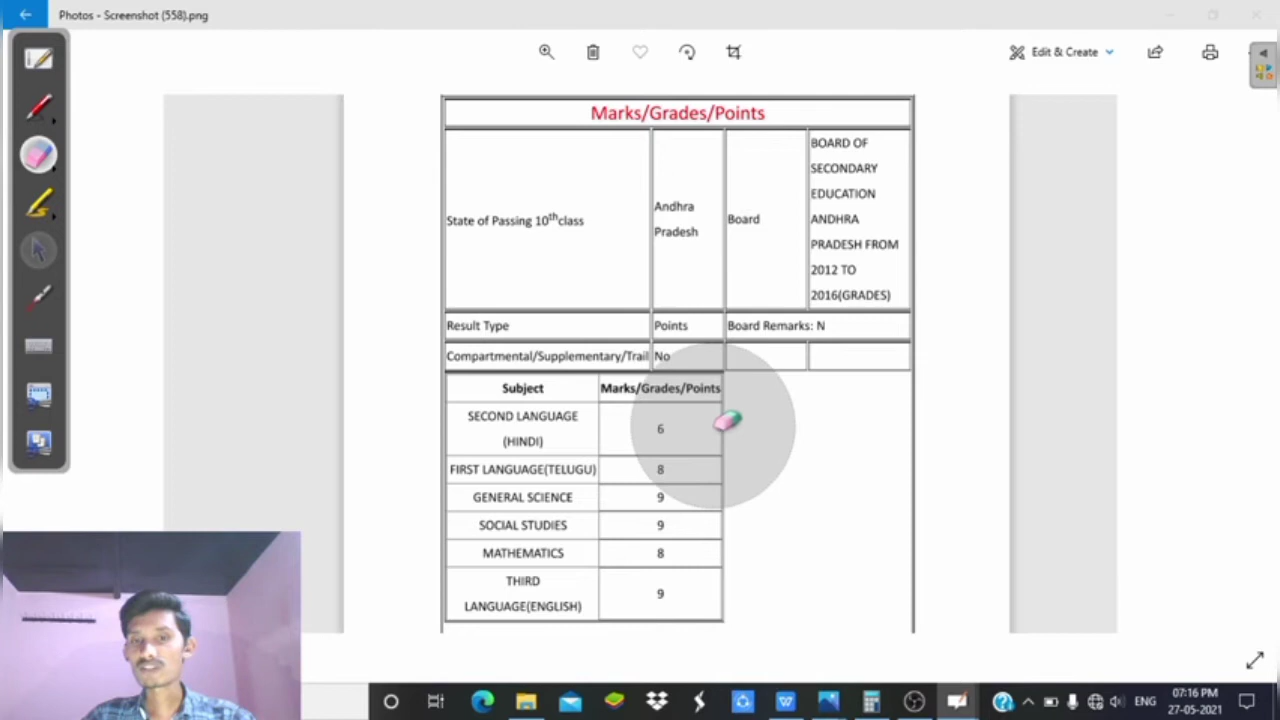 Photos - Screenshot (558).png
Edit & Create
Marks/Grades/Points
State of Passing 10thclass
Andhra
Pradesh
Board
BOARD OF
SECONDARY
EDUCATION
ANDHRA
PRADESH FROM
2012 TO
2016(GRADES)
Result Type
Points
Board Remarks: N
Compartmental/Supplementary/Trail
No
Subject
Marks/Grades/Points
SECOND LANGUAGE
(HINDI)
6
FIRST LANGUAGE(TELUGU)
8
GENERAL SCIENCE
9
SOCIAL STUDIES
9
MATHEMATICS
8
THIRD
LANGUAGE(ENGLISH)
9
ENG
07:16 PM
27-05-2021